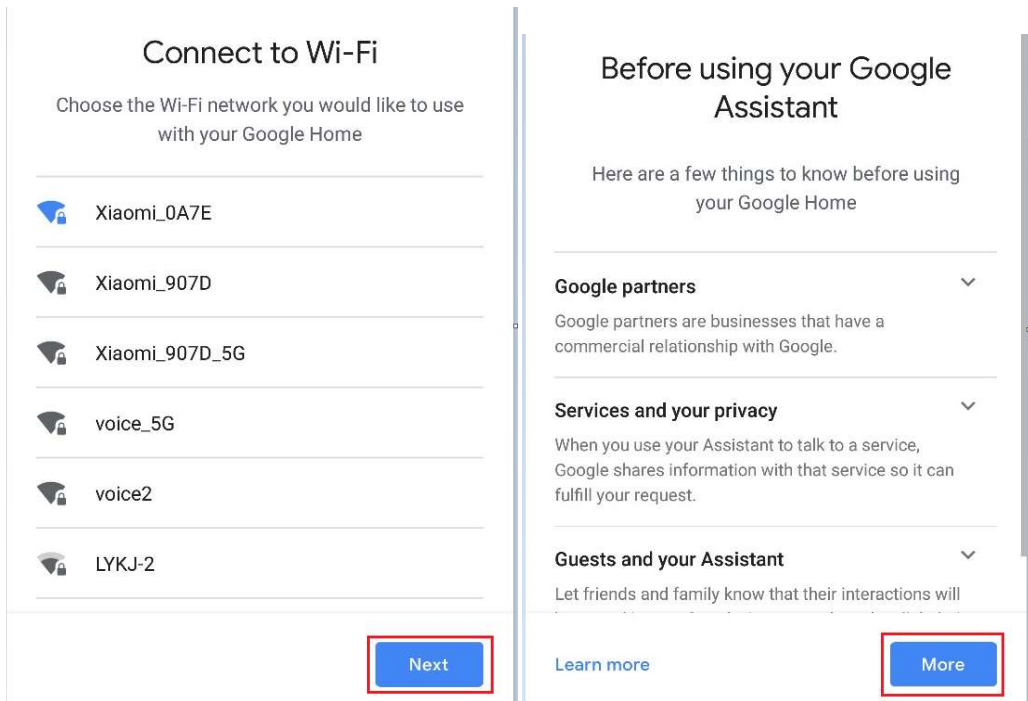 Connect to Wi-Fi
Choose the Wi-Fi network you would like to use
with your Google Home
Xiaomi_0A7E
Xiaomi_907D
Xiaomi_907D_5G
voice_5G
voice2
LYKJ-2
Next
Before using your Google
Assistant
Here are a few things to know before using
your Google Home
Google partners
Google partners are businesses that have a
commercial relationship with Google.
Services and your privacy
When you use your Assistant to talk to a service,
Google shares information with that service so it can
fulfill your request.
Guests and your Assistant
Let friends and family know that their interactions will
Learn more
More